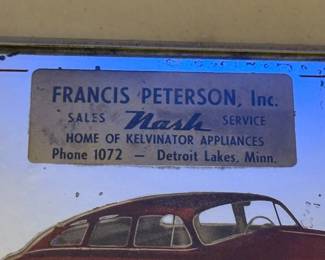 FRANCIS PETERSON, Inc.
SALES Nash SERVICE
HOME OF KELVINATOR APPLIANCES
Phone 1072 — Detroit Lakes, Minn.